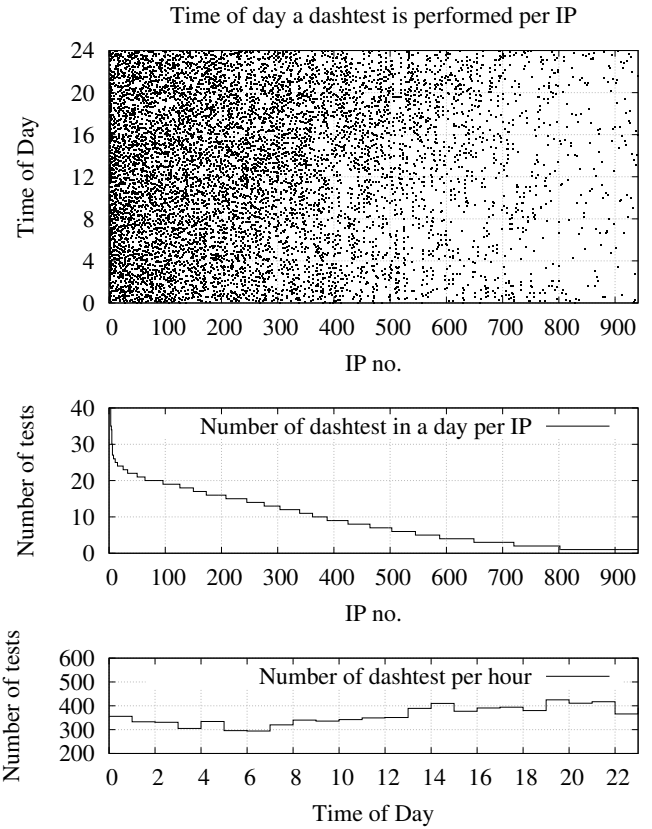 Time of day a dashtest is performed per IP
24
20
16
12
8
4
0
Time of Day
0 100 200 300 400 500 600 700 800 900
IP no.
40
30
20
10
0
Number of tests
Number of dashtest in a day per IP
0 100 200 300 400 500 600 700 800 900
IP no.
600
500
400
300
200
Number of tests
Number of dashtest per hour
0 2 4 6 8 10 12 14 16 18 20 22
Time of Day